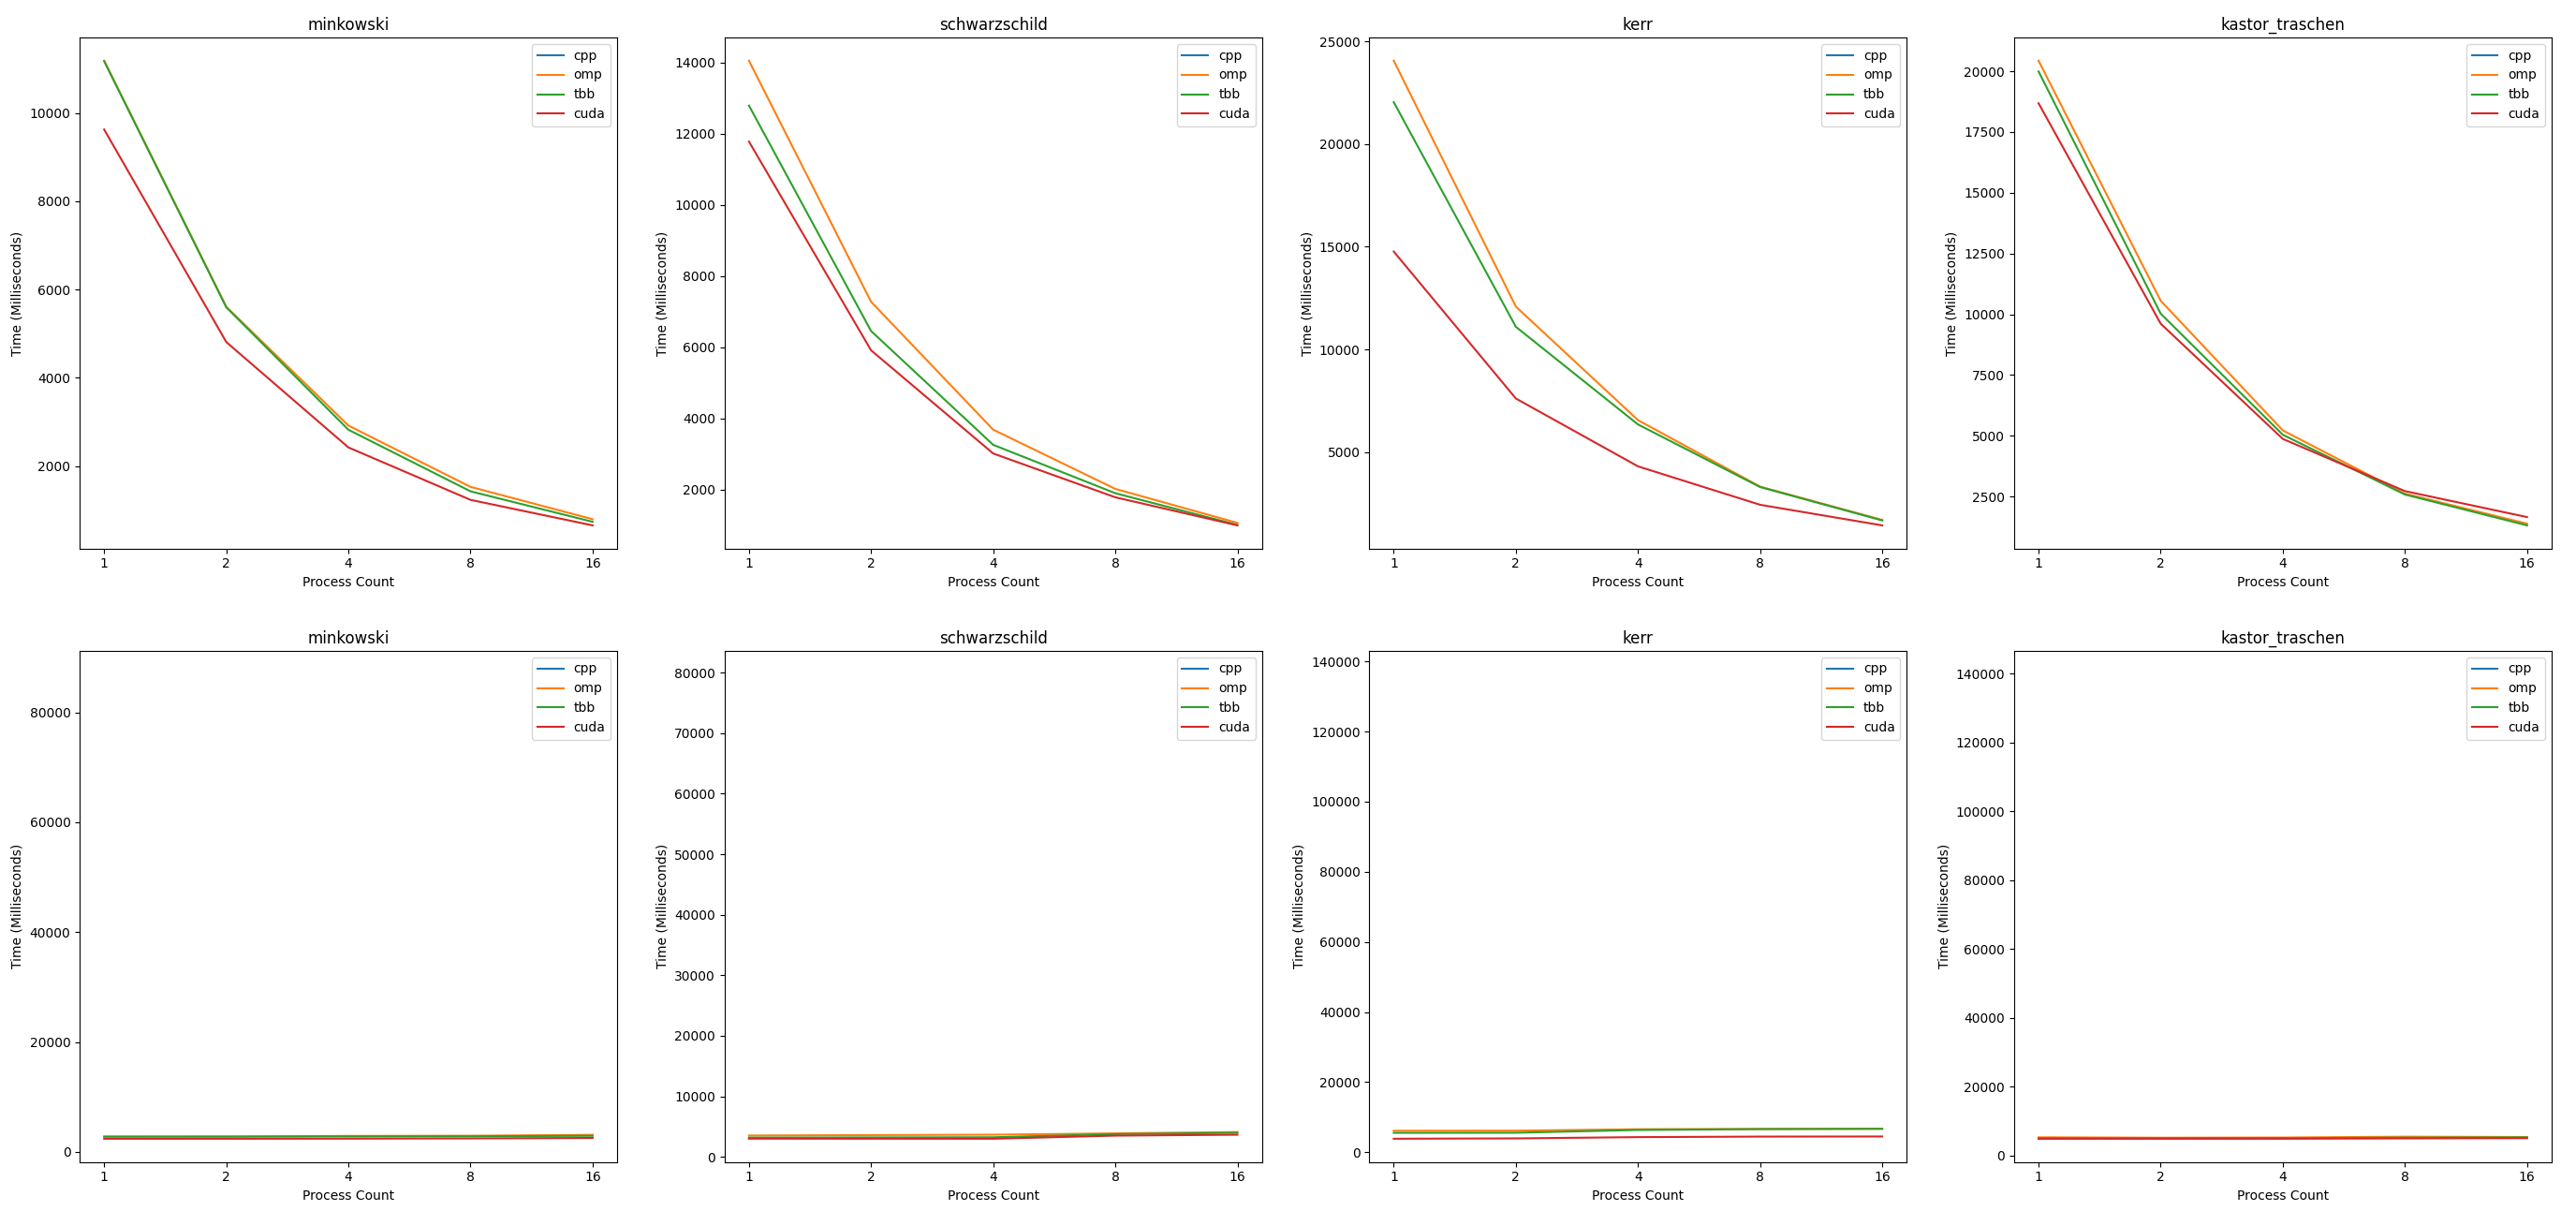 minkowski
cpp
omp
tbb
cuda
Time (Milliseconds)
10000
8000
6000
4000
2000
1 2 4 8 16
Process Count
schwarzschild
cpp
omp
tbb
cuda
Time (Milliseconds)
14000
12000
10000
8000
6000
4000
2000
1 2 4 8 16
Process Count
kerr
cpp
omp
tbb
cuda
Time (Milliseconds)
25000
20000
15000
10000
5000
1 2 4 8 16
Process Count
kastor_traschen
cpp
omp
tbb
cuda
Time (Milliseconds)
20000
17500
15000
12500
10000
7500
5000
2500
1 2 4 8 16
Process Count
minkowski
cpp
omp
tbb
cuda
Time (Milliseconds)
80000
60000
40000
20000
0
1 2 4 8 16
Process Count
schwarzschild
cpp
omp
tbb
cuda
Time (Milliseconds)
80000
70000
60000
50000
40000
30000
20000
10000
0
1 2 4 8 16
Process Count
kerr
cpp
omp
tbb
cuda
Time (Milliseconds)
140000
120000
100000
80000
60000
40000
20000
0
1 2 4 8 16
Process Count
kastor_traschen
cpp
omp
tbb
cuda
Time (Milliseconds)
140000
120000
100000
80000
60000
40000
20000
0
1 2 4 8 16
Process Count